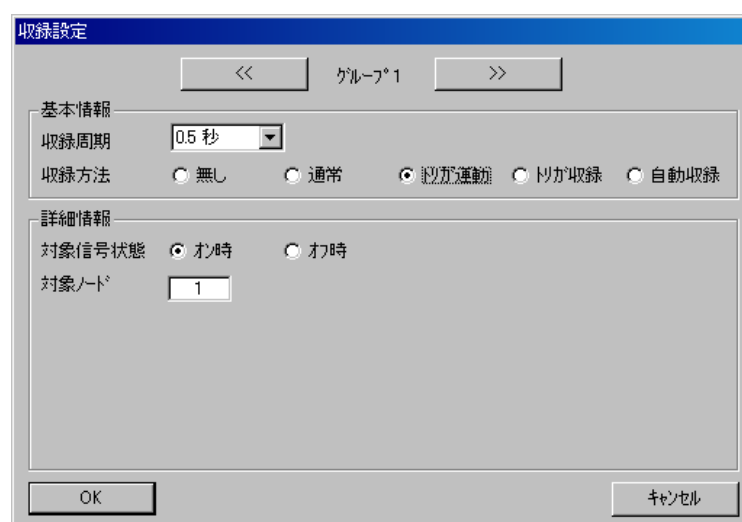 収録設定
<< ｸﾞﾙｰﾌﾟ1 >>
基本情報
収録周期 0.5 秒
収録方法 無し 通常 ﾄﾘｶﾞ運動 ﾄﾘｶﾞ収録 自動収録
詳細情報
対象信号状態 ｵﾝ時 ｵﾌ時
対象ﾉｰﾄﾞ 1
OK ｷｬﾝｾﾙ